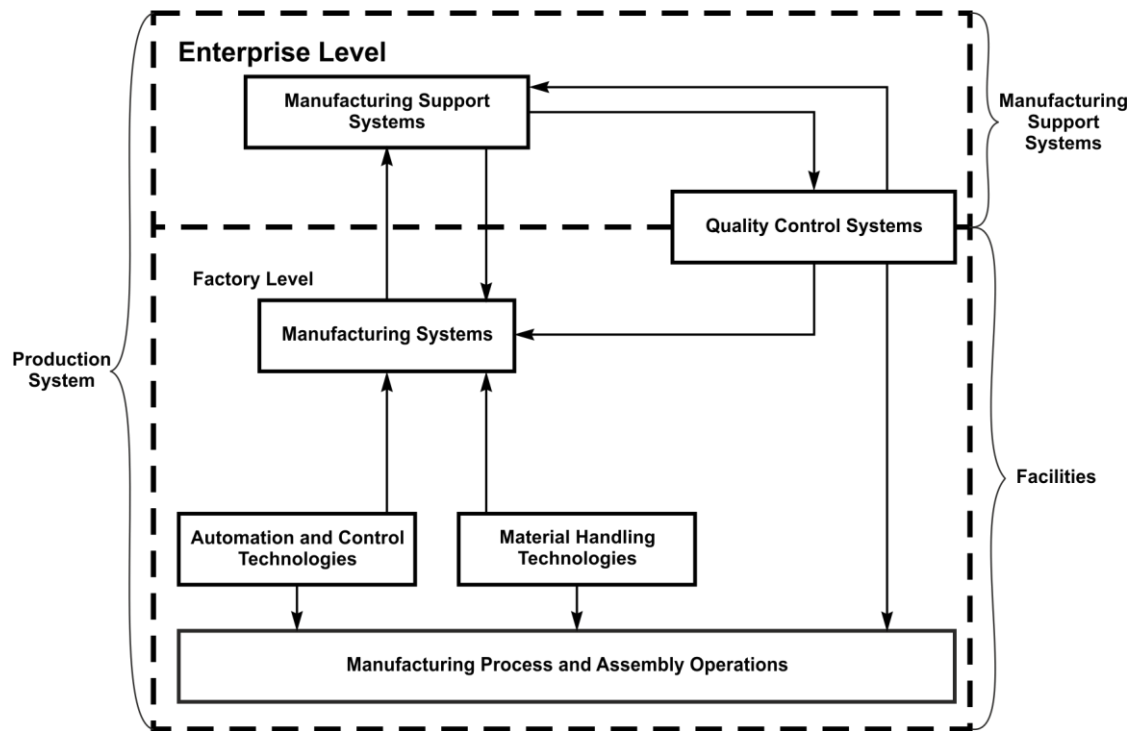 Enterprise Level
Manufacturing Support
Systems
Manufacturing
Support
Systems
Quality Control Systems
Factory Level
Manufacturing Systems
Production
System
Facilities
Automation and Control
Technologies
Material Handling
Technologies
Manufacturing Process and Assembly Operations